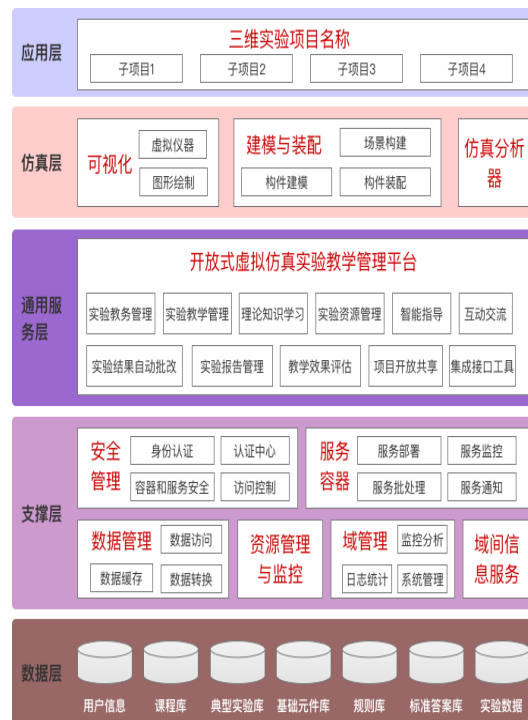 应用层
三维实验项目名称
子项目1
子项目2
子项目3
子项目4
仿真层
可视化
虚拟仪器
图形绘制
建模与装配
场景构建
构件建模
构件装配
仿真分析
器
通用服
务层
开放式虚拟仿真实验教学管理平台
实验教务管理
实验教学管理
理论知识学习
实验资源管理
智能指导
互动交流
实验结果自动批改
实验报告管理
教学效果评估
项目开放共享
集成接口工具
支撑层
安全
管理
身份认证
认证中心
容器和服务安全
访问控制
服务
容器
服务部署
服务监控
服务批处理
服务通知
数据管理
数据访问
数据缓存
数据转换
资源管理
与监控
域管理
监控分析
日志统计
系统管理
域间信
息服务
数据层
用户信息
课程库
典型实验库
基础元件库
规则库
标准答案库
实验数据